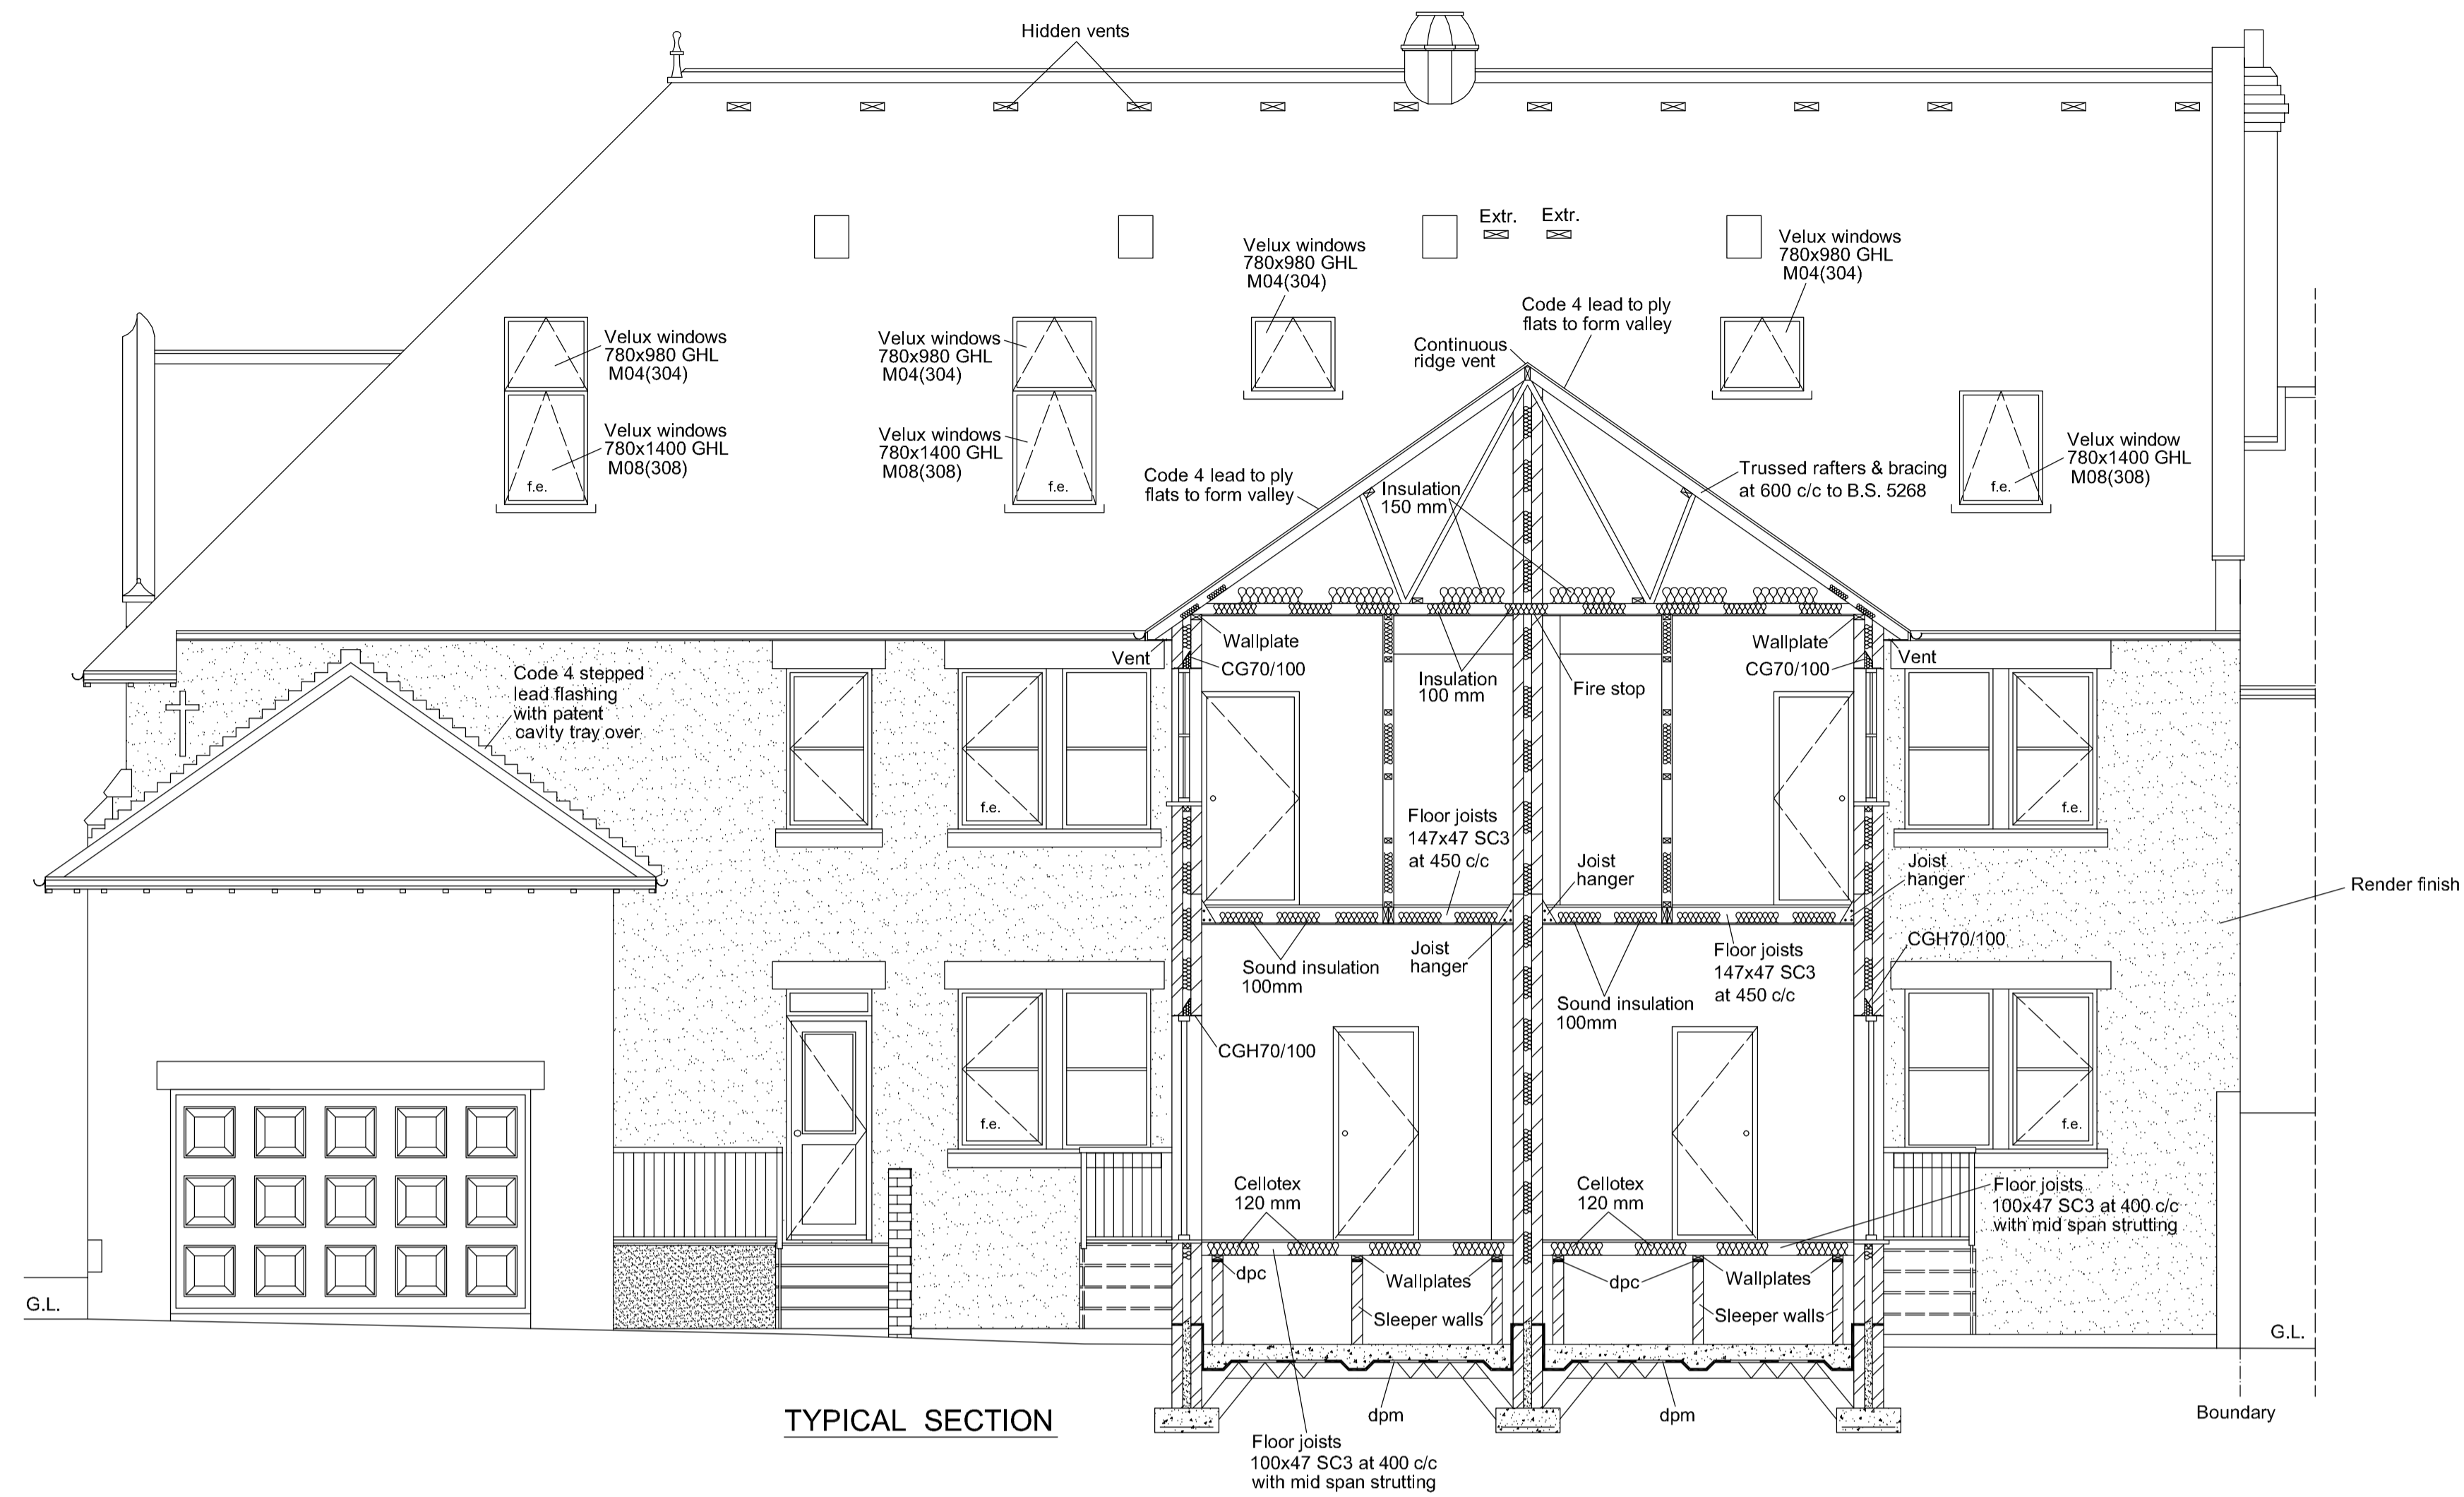 Hidden vents
Extr.
Extr.
Velux windows
780x980 GHL
M04(304)
Velux windows
780x980 GHL
M04(304)
Code 4 lead to ply
flats to form valley
Continuous
ridge vent
Velux windows
780x980 GHL
M04(304)
Velux windows
780x980 GHL
M04(304)
Velux windows
780x1400 GHL
M08(308)
f.e.
Velux windows
780x1400 GHL
M08(308)
f.e.
Velux window
780x1400 GHL
M08(308)
f.e.
Code 4 lead to ply
flats to form valley
Insulation
150 mm
Trussed rafters & bracing
at 600 c/c to B.S. 5268
Wallplate
Vent
CG70/100
Wallplate
CG70/100
Vent
Insulation
100 mm
Fire stop
Code 4 stepped
lead flashing
with patent
cavity tray over
f.e.
f.e.
Floor joists
147x47 SC3
at 450 c/c
Joist
hanger
Joist
hanger
Render finish
Sound insulation
100mm
Joist
hanger
Floor joists
147x47 SC3
at 450 c/c
CGH70/100
Sound insulation
100mm
CGH70/100
f.e.
f.e.
Cellotex
120 mm
Cellotex
120 mm
Floor joists
100x47 SC3 at 400 c/c
with mid span strutting
dpc
Wallplates
dpc
Wallplates
Sleeper walls
Sleeper walls
G.L.
G.L.
dpm
dpm
Boundary
TYPICAL SECTION
Floor joists
100x47 SC3 at 400 c/c
with mid span strutting